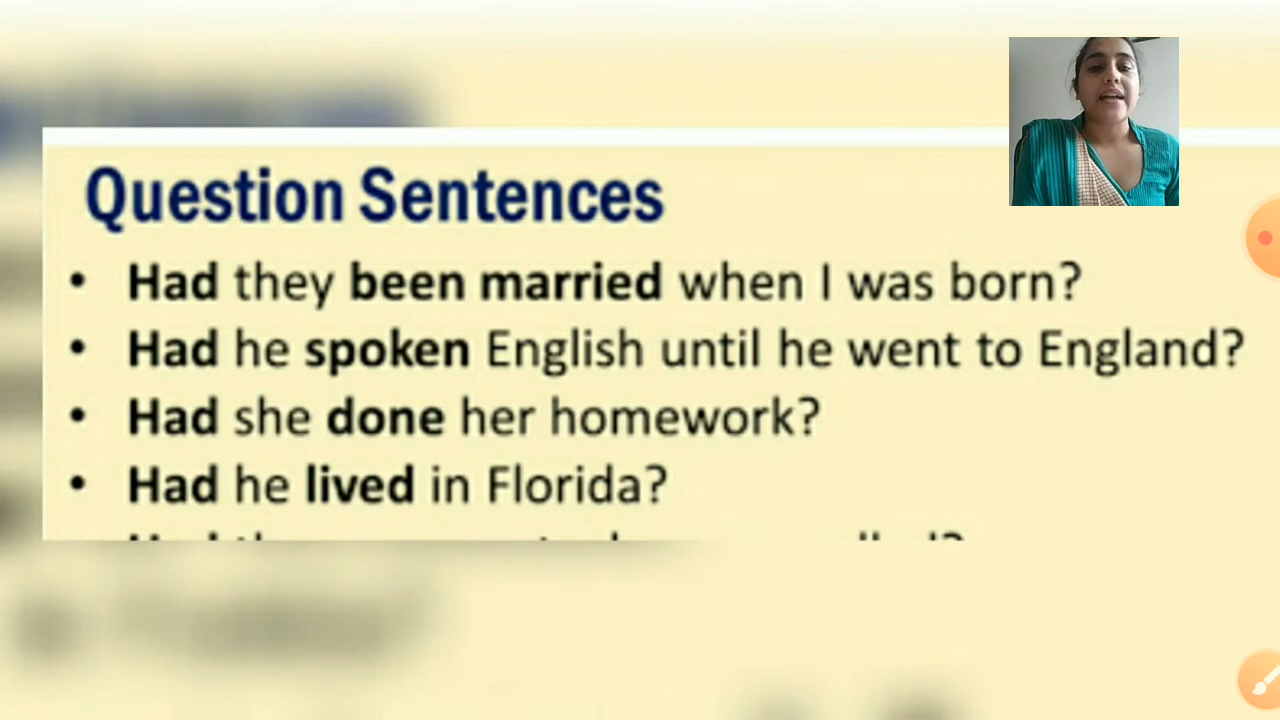 Question Sentences
• Had they been married when I was born?
• Had he spoken English until he went to England?
• Had she done her homework?
• Had he lived in Florida?